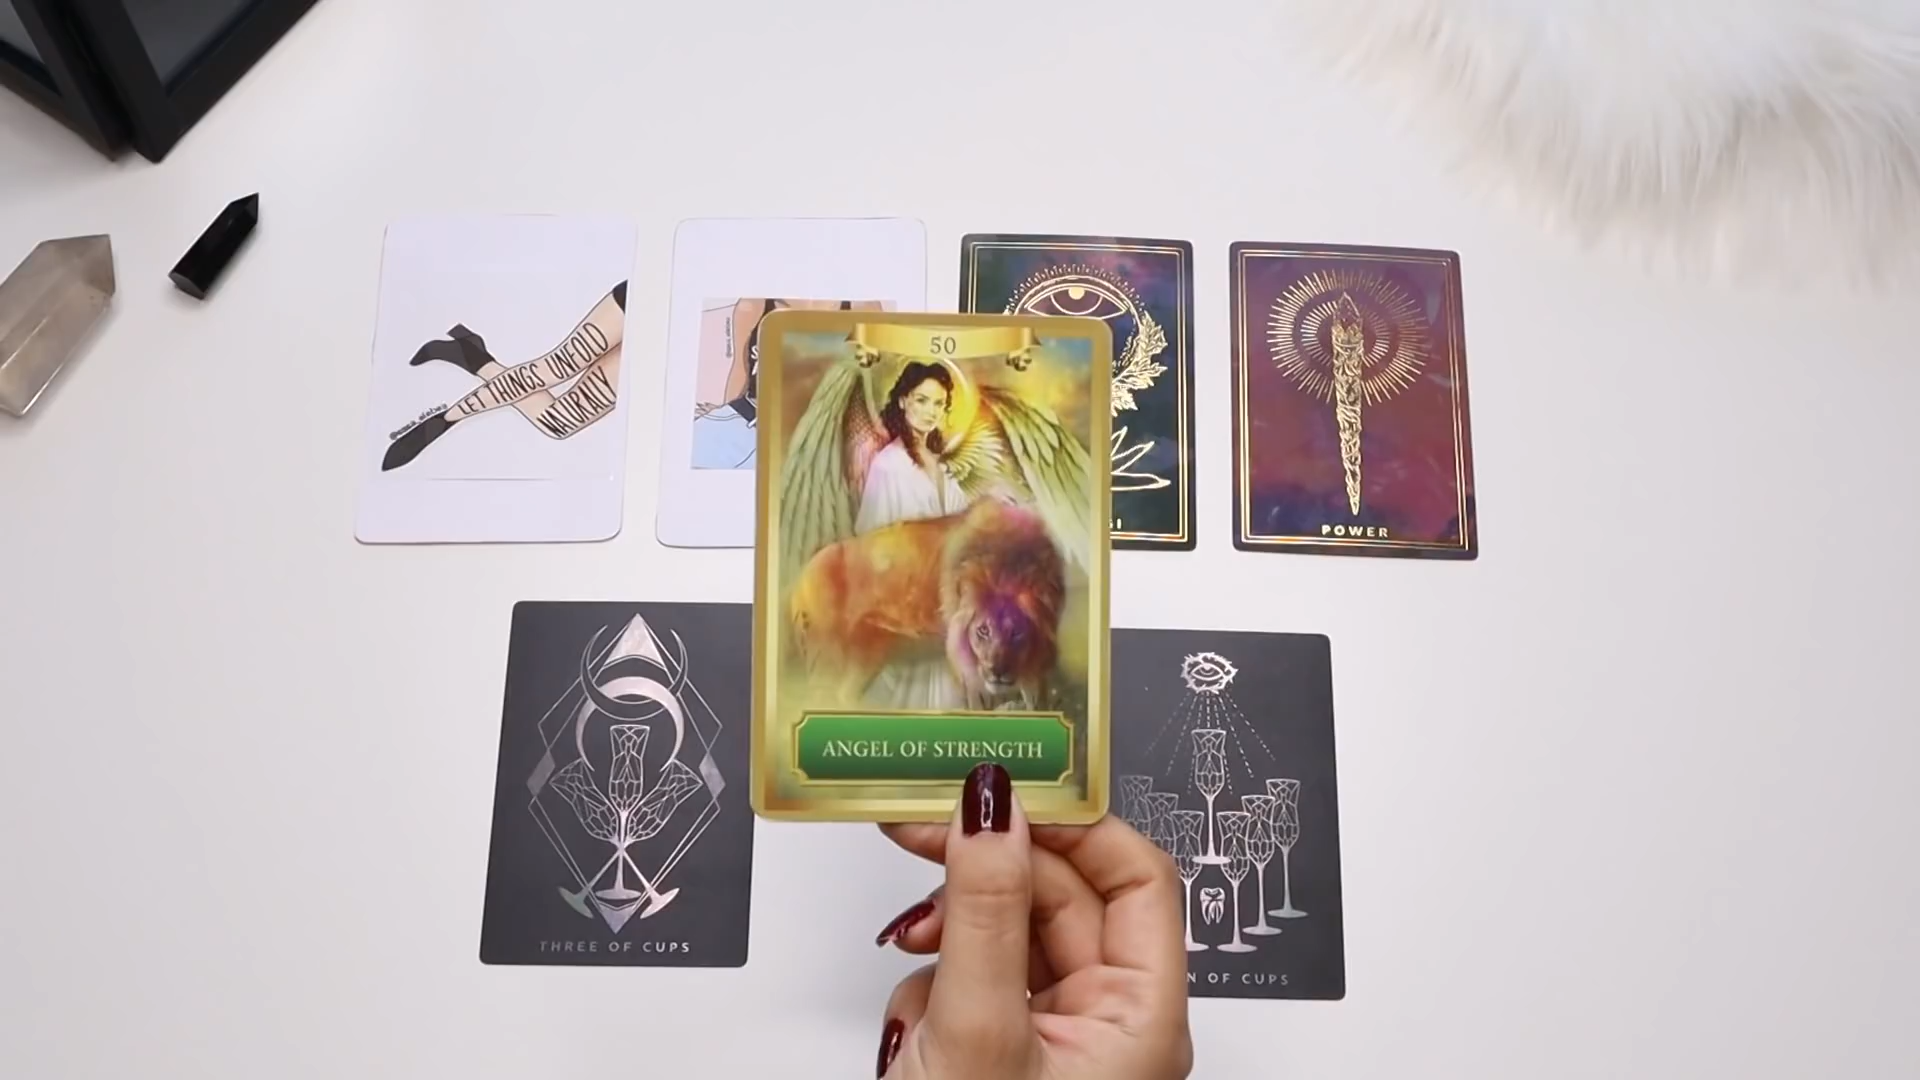 LET THINGS UNFOLD
NATURALLY
50
ANGEL OF STRENGTH
POWER
THREE OF CUPS
OF CUPS